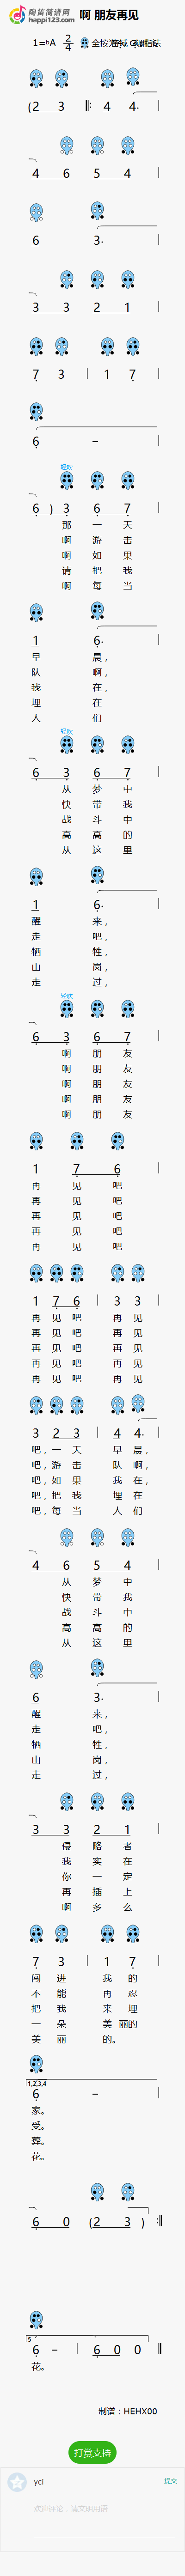 陶笛简谱网
happi123.com
啊 朋友再见
1=ᵇA 2/4
(2 3 4 4·
4 6 5 4
6 3·
3 3 2 1
7 3 1 7
6 –
轻吹
6 ) 3 6 7
那 一 天
啊 游 击
啊 如 果
请 把 我
啊 每 当
1 6·
早 晨，
队 啊，
我 在，
埋 在
人 们
轻吹
6 3 6 7
从 梦 中
快 带 我
战 斗 中
高 高 的
从 这 里
1 6·
醒 来，
走 吧，
牺 牲，
山 岗，
走 过，
轻吹
6 3 6 7
啊 朋 友
啊 朋 友
啊 朋 友
啊 朋 友
啊 朋 友
1 7 6
再 见 吧
再 见 吧
再 见 吧
再 见 吧
再 见 吧
1 7 6 3 3
再 见 吧 再 见
再 见 吧 再 见
再 见 吧 再 见
再 见 吧 再 见
再 见 吧 再 见
3 2 3 4 4·
吧，一 天 早 晨，
吧，游 击 队 啊，
吧，如 果 我 在，
吧，把 我 埋 在
吧，每 当 人 们
4 6 5 4
从 梦 中
快 带 我
战 斗 中
高 高 的
从 这 里
6 3·
醒 来，
走 吧，
牺 牲，
山 岗，
走 过，
3 3 2 1
侵 略 者
我 实 在
你 一 定
再 插 上
啊 多 么
7 3 1 7
闯 进 我 的
不 能 再 忍
把 我 来 埋
一 朵 美 丽的
美 丽 的。
1,2,3,4
6 –
家。
受。
葬。
花。
6 0 (2 3 )
5
6 – 6 0 0
花。
制谱：HEHX00
打赏支持
yci 提交
欢迎评论，请文明用语